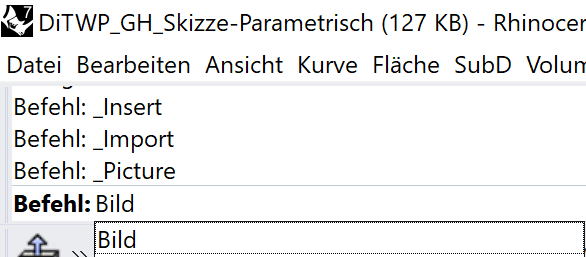 DiTWP_GH_Skizze-Parametrisch (127 KB) - Rhinocer
Datei Bearbeiten Ansicht Kurve Fläche SubD Volum
Befehl: _Insert
Befehl: _Import
Befehl: _Picture
Befehl: Bild
Bild